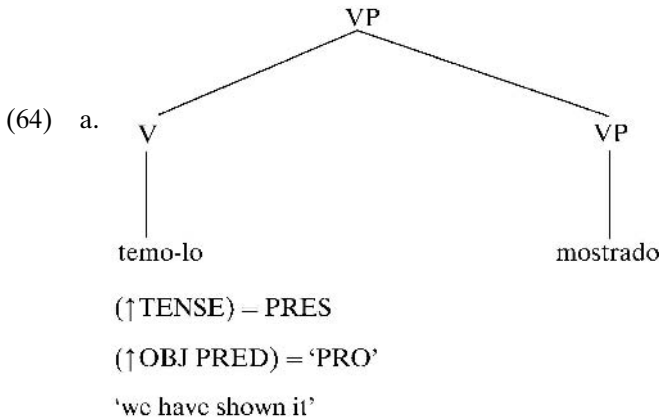 VP
(64) a. V VP
temo-lo mostrado
(↑TENSE) = PRES
(↑OBJ PRED) = ‘PRO’
‘we have shown it’